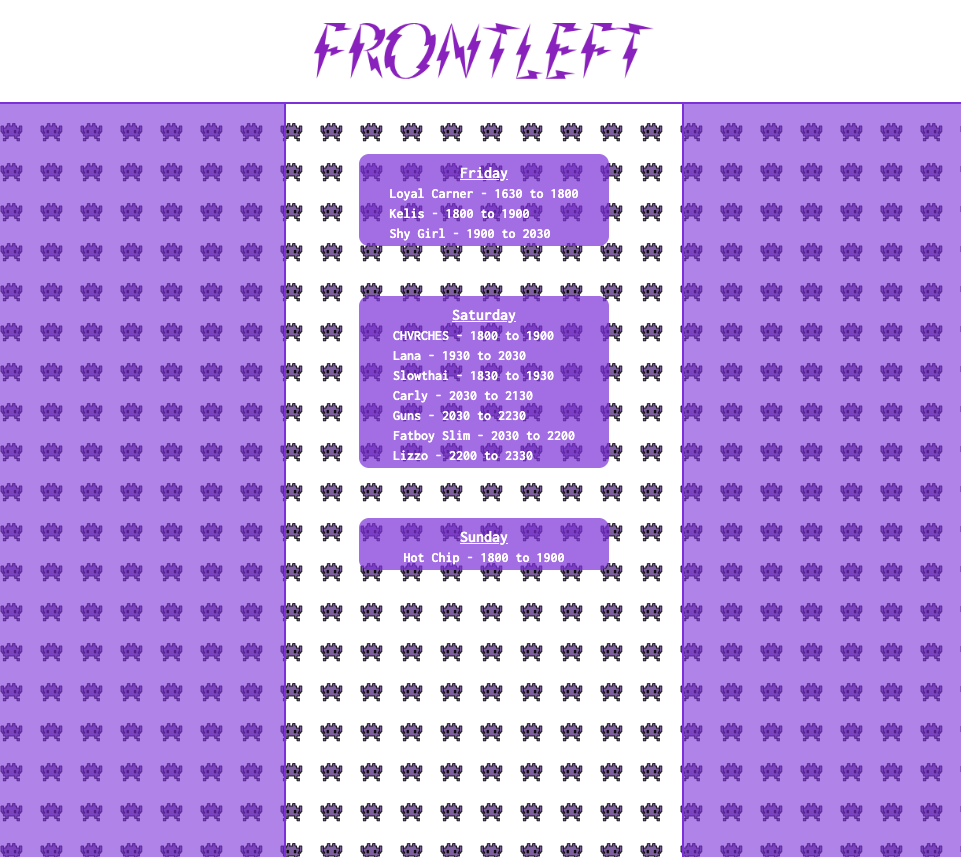 FRONTLEFT
Friday
Loyal Carner - 1630 to 1800
Kelis - 1800 to 1900
Shy Girl - 1900 to 2030
Saturday
CHVRCHES - 1800 to 1900
Lana - 1930 to 2030
Slowthai - 1830 to 1930
Carly - 2030 to 2130
Guns - 2030 to 2230
Fatboy Slim - 2030 to 2200
Lizzo - 2200 to 2330
Sunday
Hot Chip - 1800 to 1900